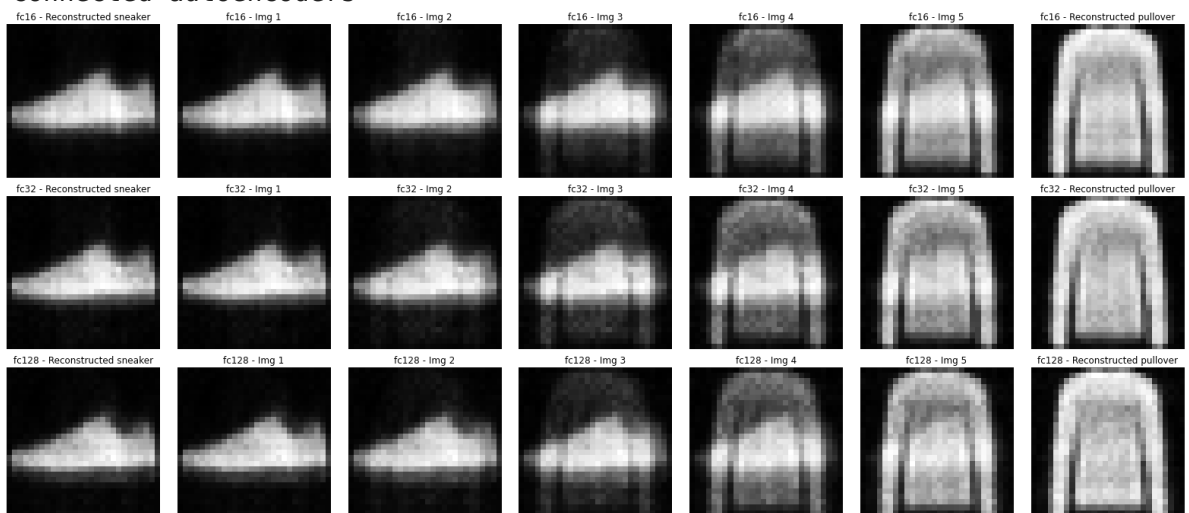 connected autoencoders
fc16 - Reconstructed sneaker
fc16 - Img 1
fc16 - Img 2
fc16 - Img 3
fc16 - Img 4
fc16 - Img 5
fc16 - Reconstructed pullover
fc32 - Reconstructed sneaker
fc32 - Img 1
fc32 - Img 2
fc32 - Img 3
fc32 - Img 4
fc32 - Img 5
fc32 - Reconstructed pullover
fc128 - Reconstructed sneaker
fc128 - Img 1
fc128 - Img 2
fc128 - Img 3
fc128 - Img 4
fc128 - Img 5
fc128 - Reconstructed pullover